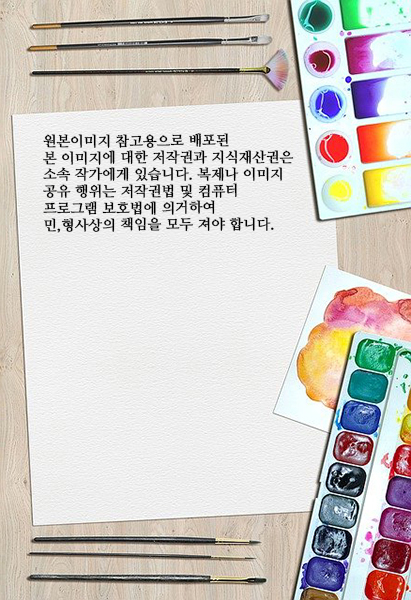 원본이미지 참고용으로 배포된
본 이미지에 대한 저작권과 지식재산권은
소속 작가에게 있습니다. 복제나 이미지
공유 행위는 저작권법 및 컴퓨터
프로그램 보호법에 의거하여
민,형사상의 책임을 모두 져야 합니다.